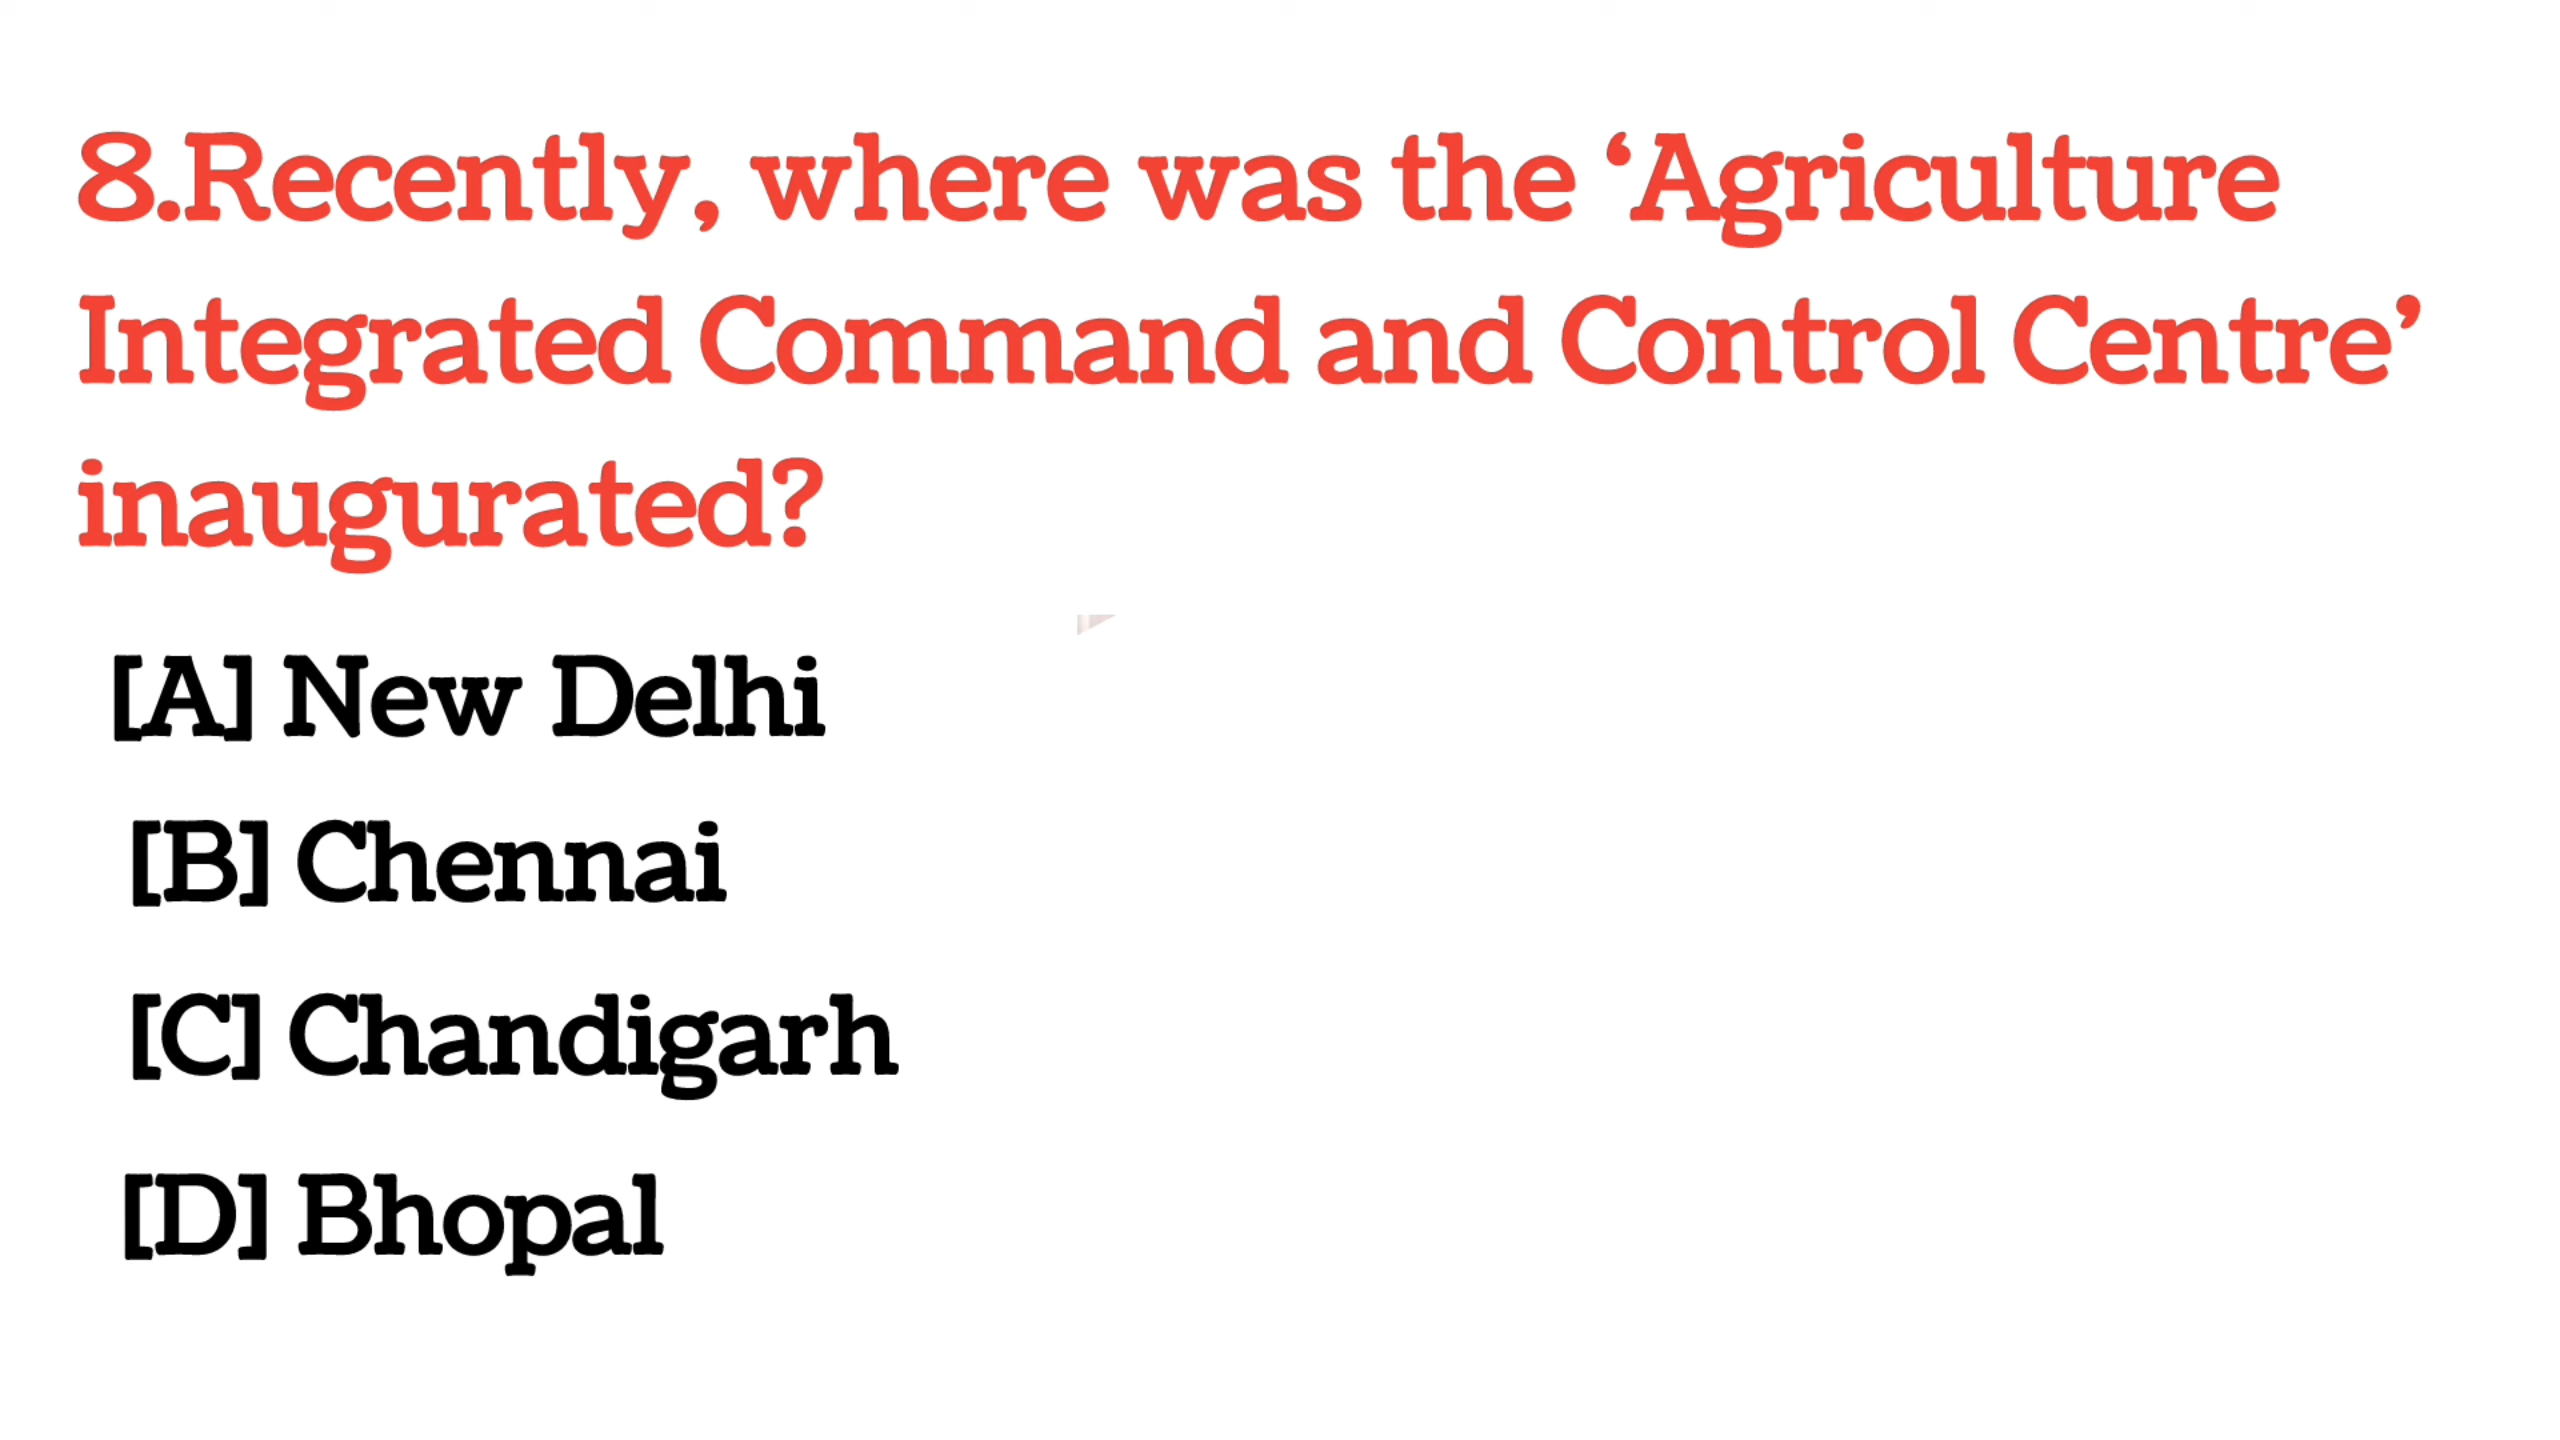 8.Recently, where was the ‘Agriculture
Integrated Command and Control Centre’
inaugurated?
[A] New Delhi
[B] Chennai
[C] Chandigarh
[D] Bhopal